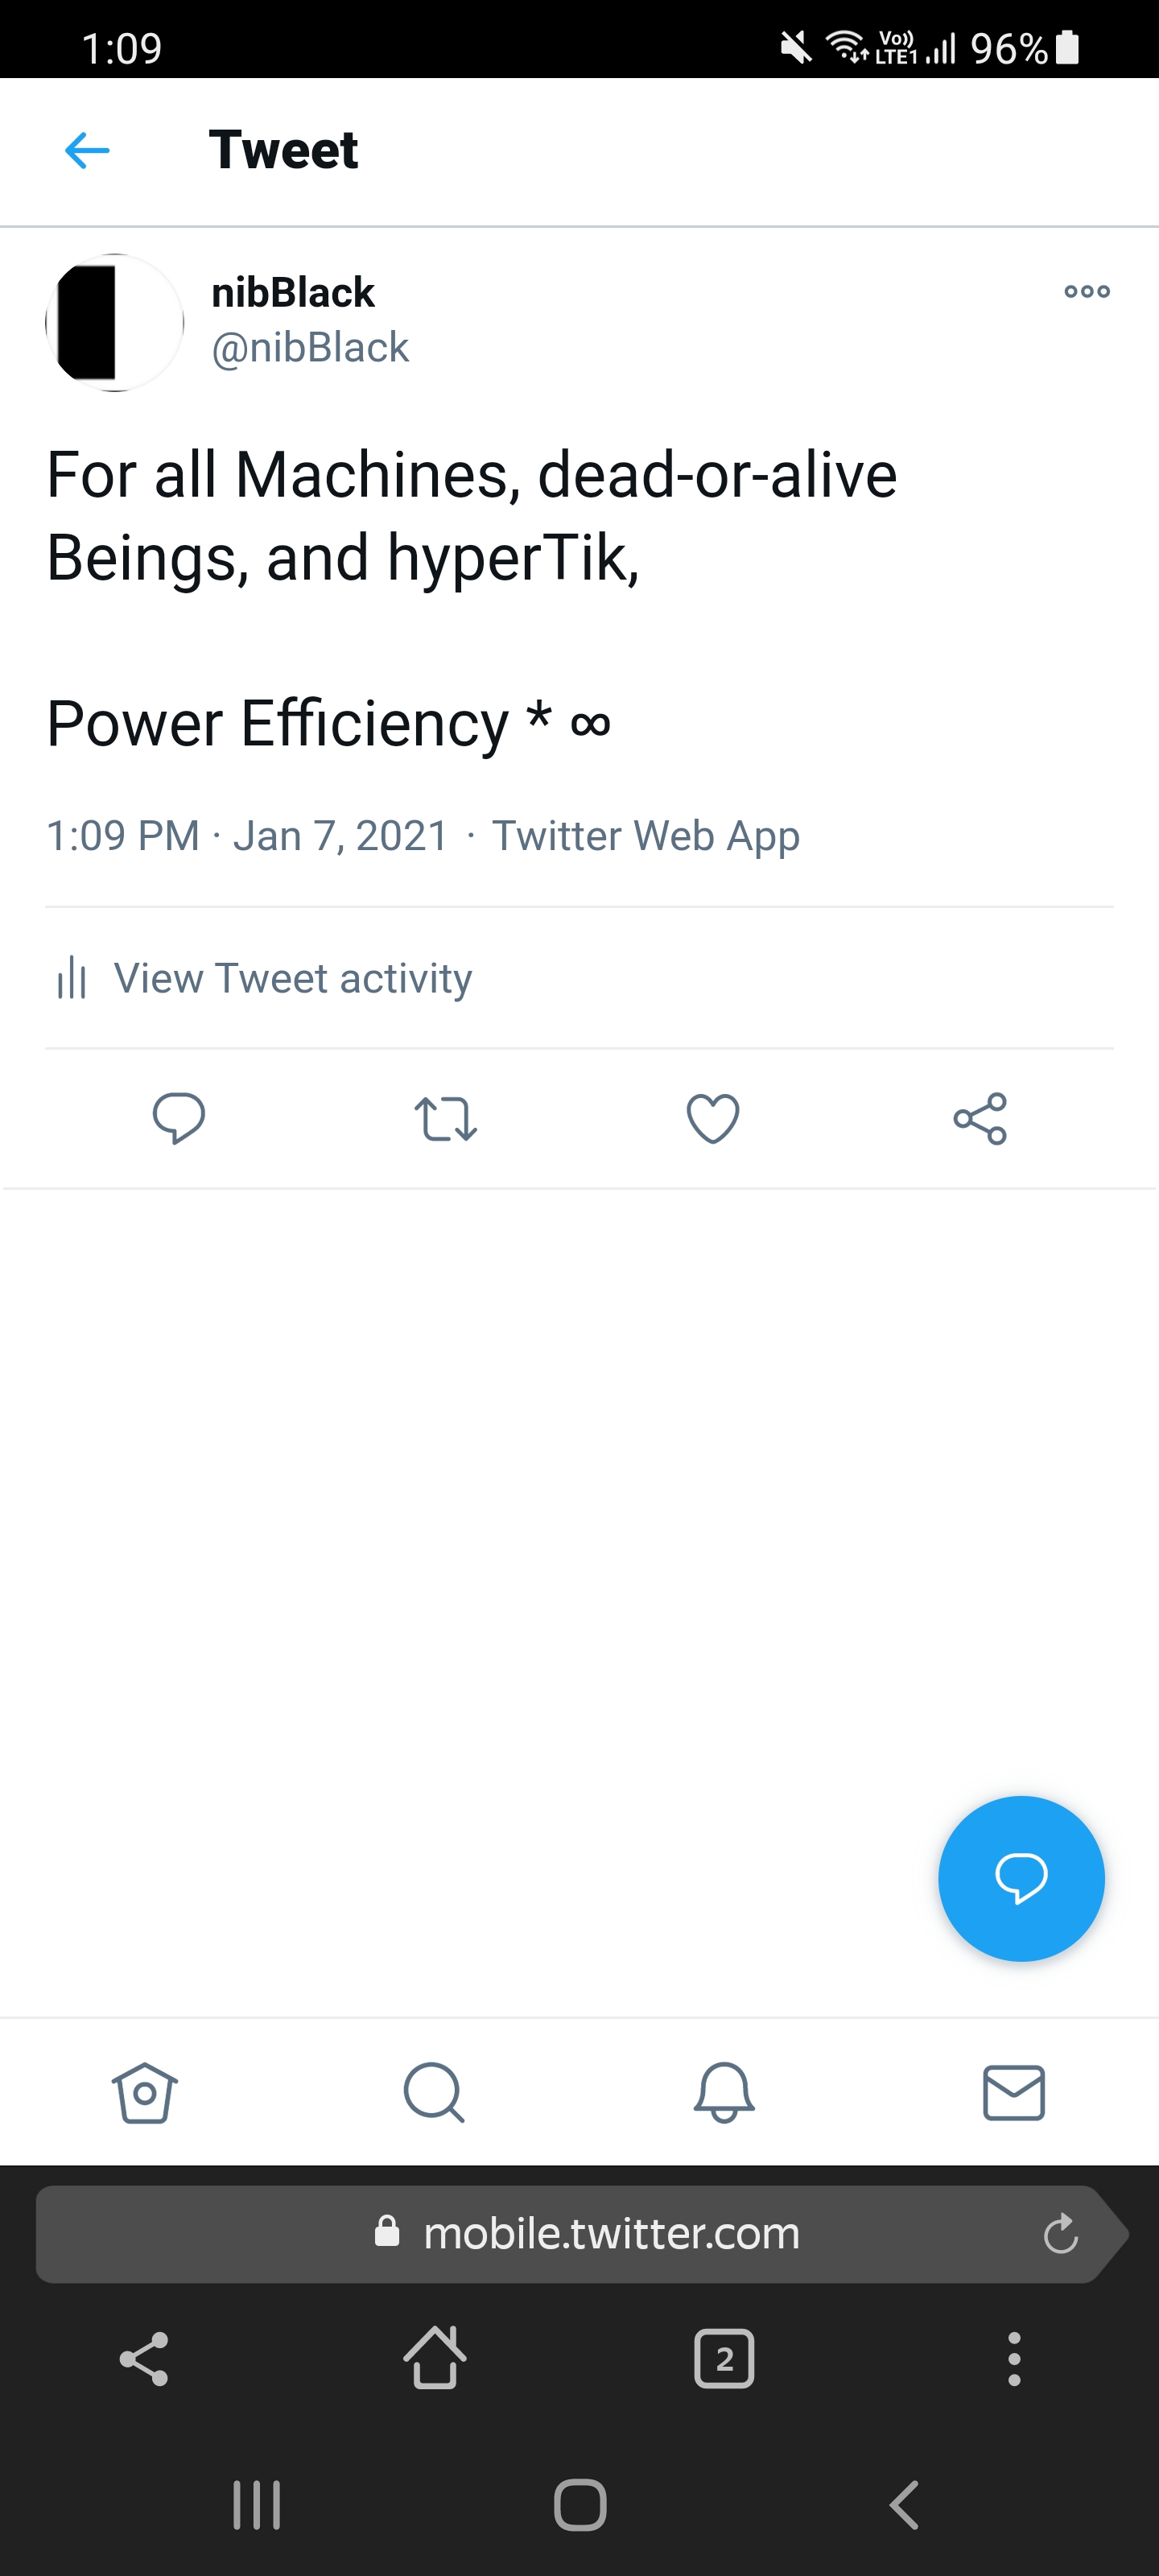 1:09 Vo)) LTE1 96%
Tweet
nibBlack
@nibBlack
For all Machines, dead-or-alive
Beings, and hyperTik,
Power Efficiency * ∞
1:09 PM · Jan 7, 2021 · Twitter Web App
View Tweet activity
mobile.twitter.com
2